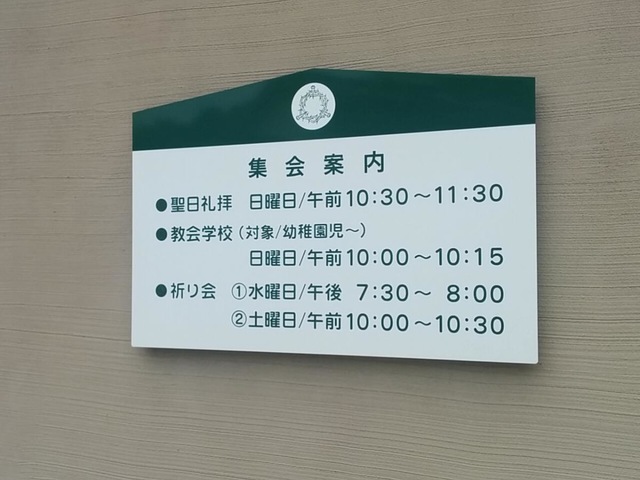 集会案内
●聖日礼拝 日曜日/午前10:30～11:30
●教会学校(対象/幼稚園児～)
日曜日/午前10:00～10:15
●祈り会 ①水曜日/午後 7:30～ 8:00
②土曜日/午前10:00～10:30